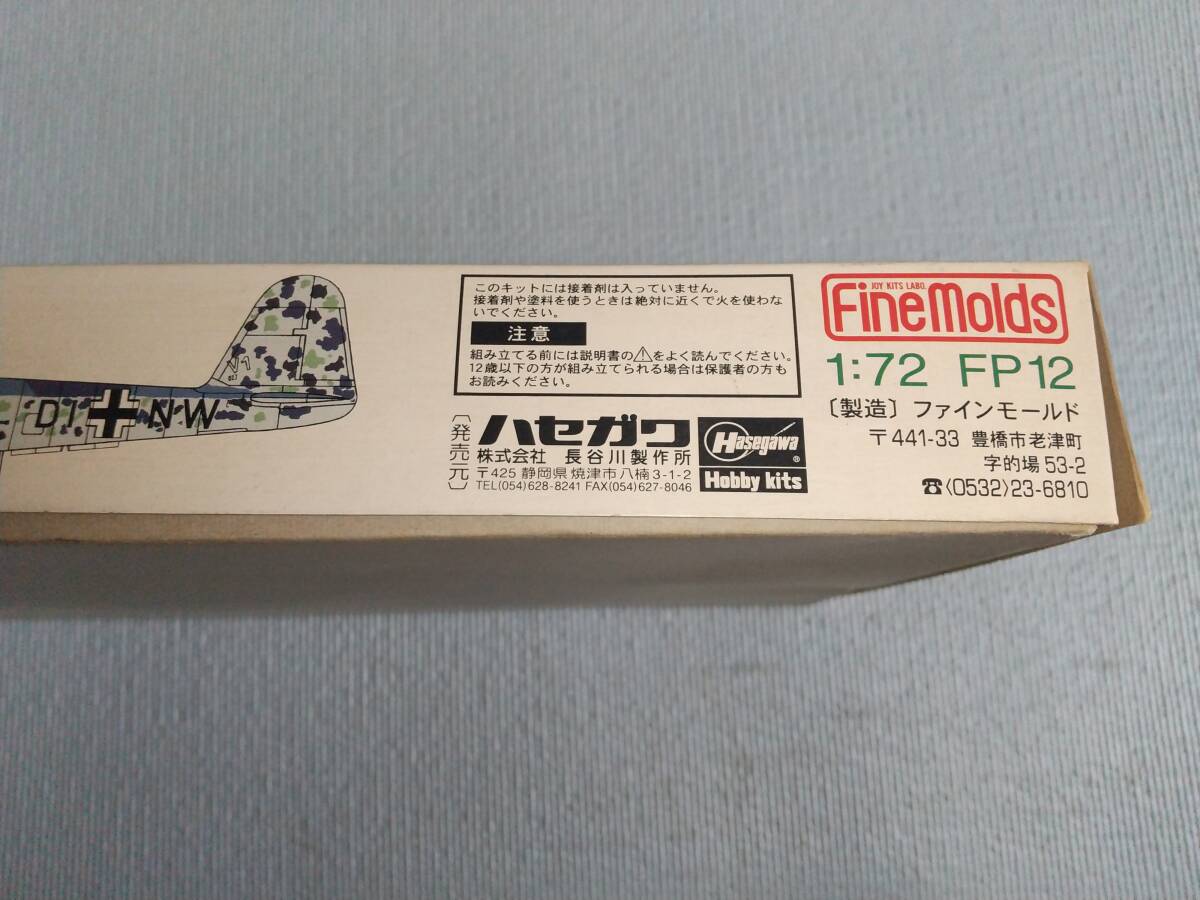 V1
DI NW
このキットには接着剤は入っていません。
接着剤や塗料を使うときは絶対に近くで火を使わな
いでください。
注意
組み立てる前には説明書の⚠をよく読んでください。
12歳以下の方が組み立てられる場合は保護者の方も
お読みください。
〔発売元〕
ハセガワ
株式会社 長谷川製作所
〒425 静岡県焼津市八楠3-1-2
TEL(054)628-8241 FAX(054)627-8046
Hasegawa®
Hobby kits
JOY KITS LABO.
FineMolds
1:72 FP12
〔製造〕ファインモールド
〒441-33 豊橋市老津町
字的場53-2
☎〈0532〉23-6810